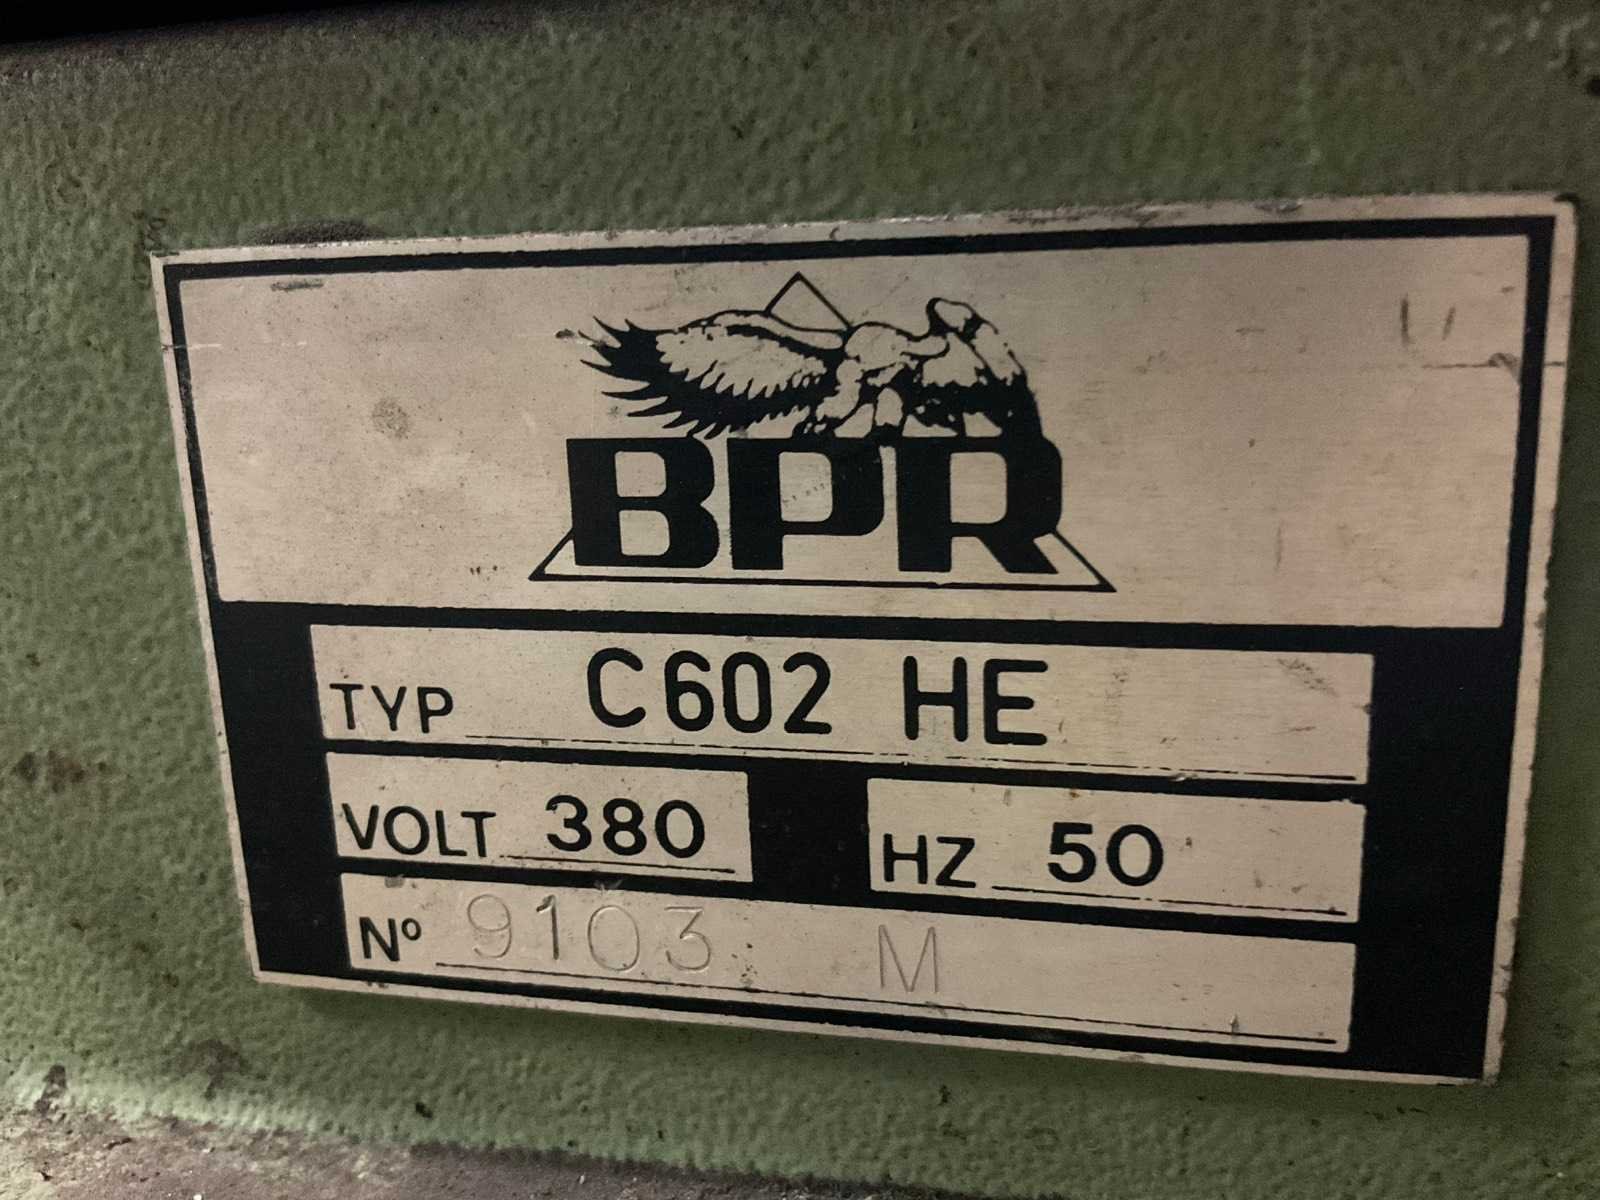 BPR
TYP C602 HE
VOLT 380 HZ 50
Nº 9103 M